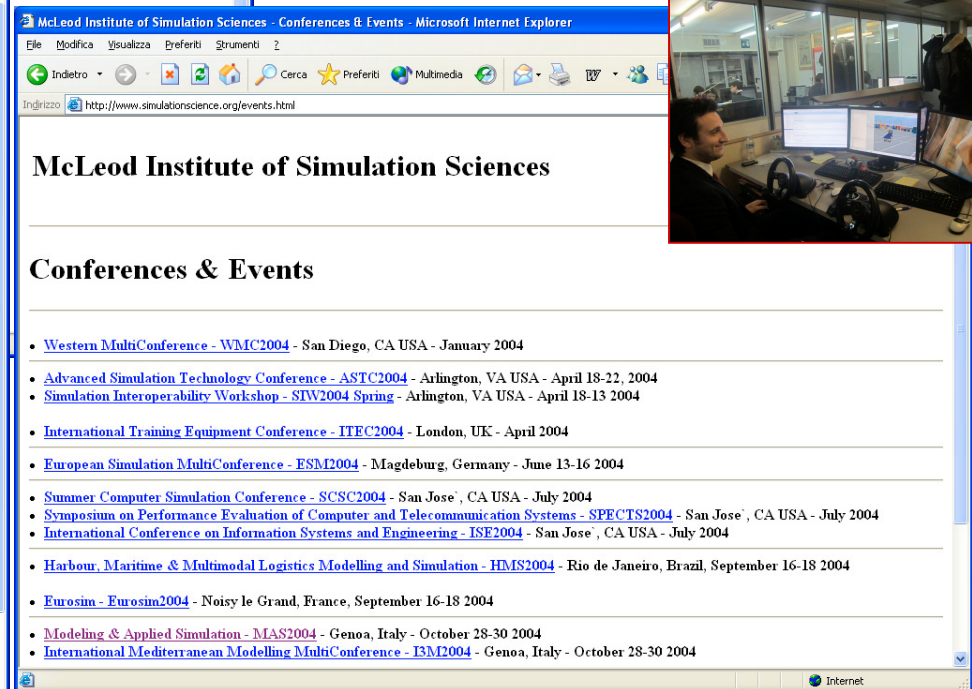 McLeod Institute of Simulation Sciences - Conferences & Events - Microsoft Internet Explorer
File Modifica Visualizza Preferiti Strumenti ?
Indietro Cerca Preferiti Multimedia
Indirizzo http://www.simulationscience.org/events.html
McLeod Institute of Simulation Sciences
Conferences & Events
Western MultiConference - WMC2004 - San Diego, CA USA - January 2004
Advanced Simulation Technology Conference - ASTC2004 - Arlington, VA USA - April 18-22, 2004
Simulation Interoperability Workshop - SIW2004 Spring - Arlington, VA USA - April 18-13 2004
International Training Equipment Conference - ITEC2004 - London, UK - April 2004
European Simulation MultiConference - ESM2004 - Magdeburg, Germany - June 13-16 2004
Summer Computer Simulation Conference - SCSC2004 - San Jose`, CA USA - July 2004
Symposium on Performance Evaluation of Computer and Telecommunication Systems - SPECTS2004 - San Jose`, CA USA - July 2004
International Conference on Information Systems and Engineering - ISE2004 - San Jose`, CA USA - July 2004
Harbour, Maritime & Multimodal Logistics Modelling and Simulation - HMS2004 - Rio de Janeiro, Brazil, September 16-18 2004
Eurosim - Eurosim2004 - Noisy le Grand, France, September 16-18 2004
Modeling & Applied Simulation - MAS2004 - Genoa, Italy - October 28-30 2004
International Mediterranean Modelling MultiConference - I3M2004 - Genoa, Italy - October 28-30 2004
Internet